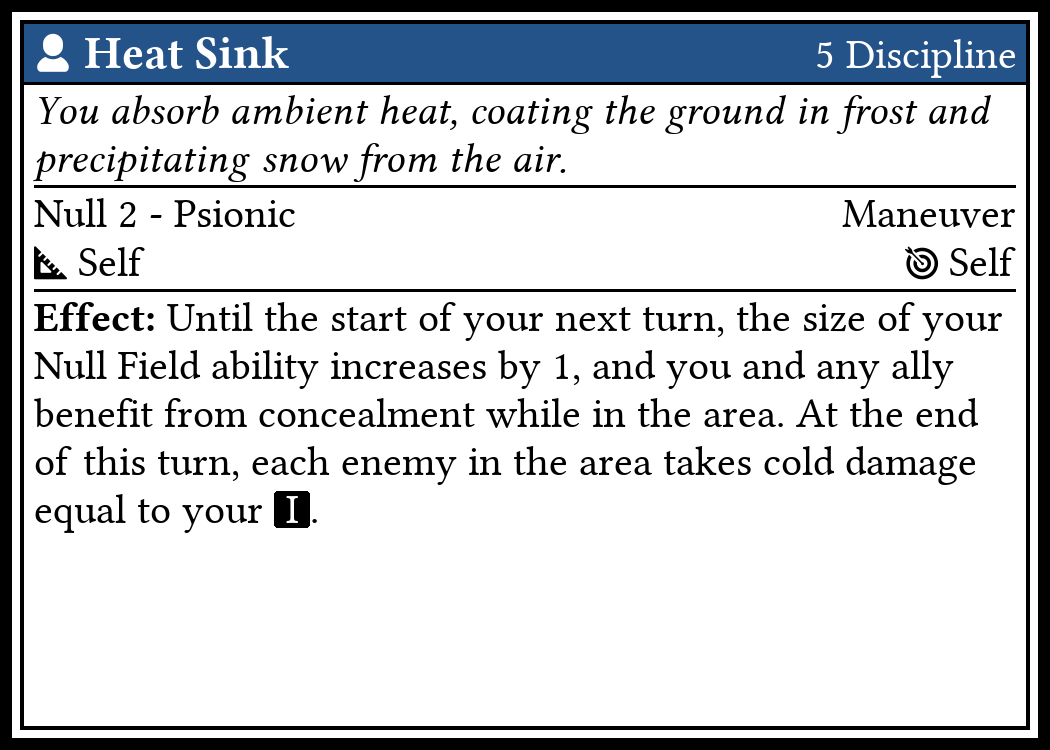 Heat Sink
5 Discipline
You absorb ambient heat, coating the ground in frost and
precipitating snow from the air.
Null 2 - Psionic
Maneuver
Self
Self
Effect: Until the start of your next turn, the size of your
Null Field ability increases by 1, and you and any ally
benefit from concealment while in the area. At the end
of this turn, each enemy in the area takes cold damage
equal to your I.